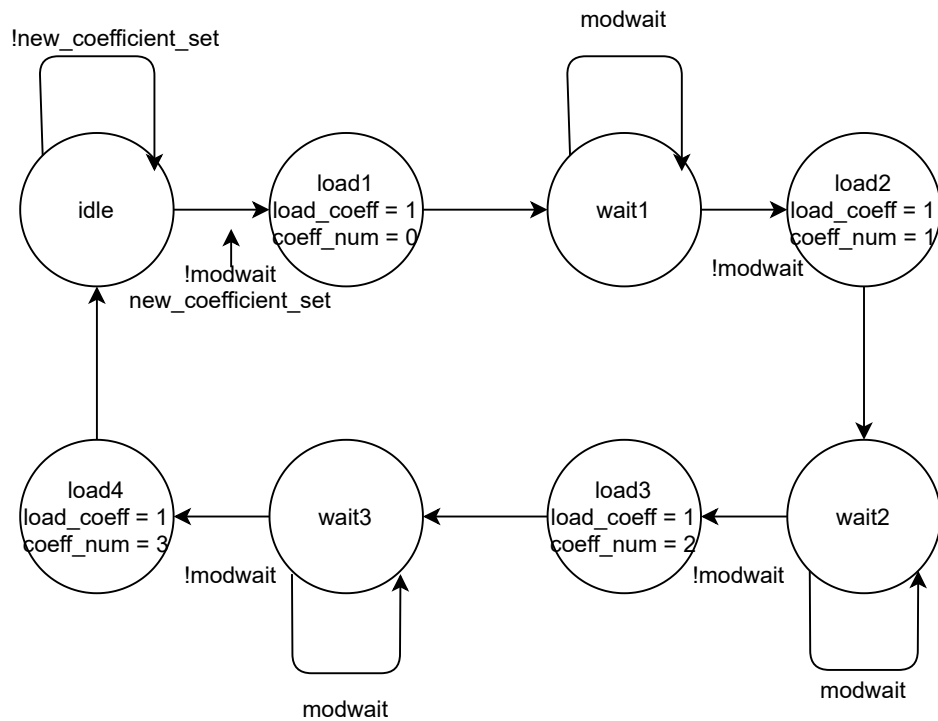 modwait
!new_coefficient_set
idle
load1
load_coeff = 1
coeff_num = 0
wait1
load2
load_coeff = 1
coeff_num = 1
!modwait
new_coefficient_set
!modwait
load4
load_coeff = 1
coeff_num = 3
wait3
load3
load_coeff = 1
coeff_num = 2
wait2
!modwait
!modwait
modwait
modwait